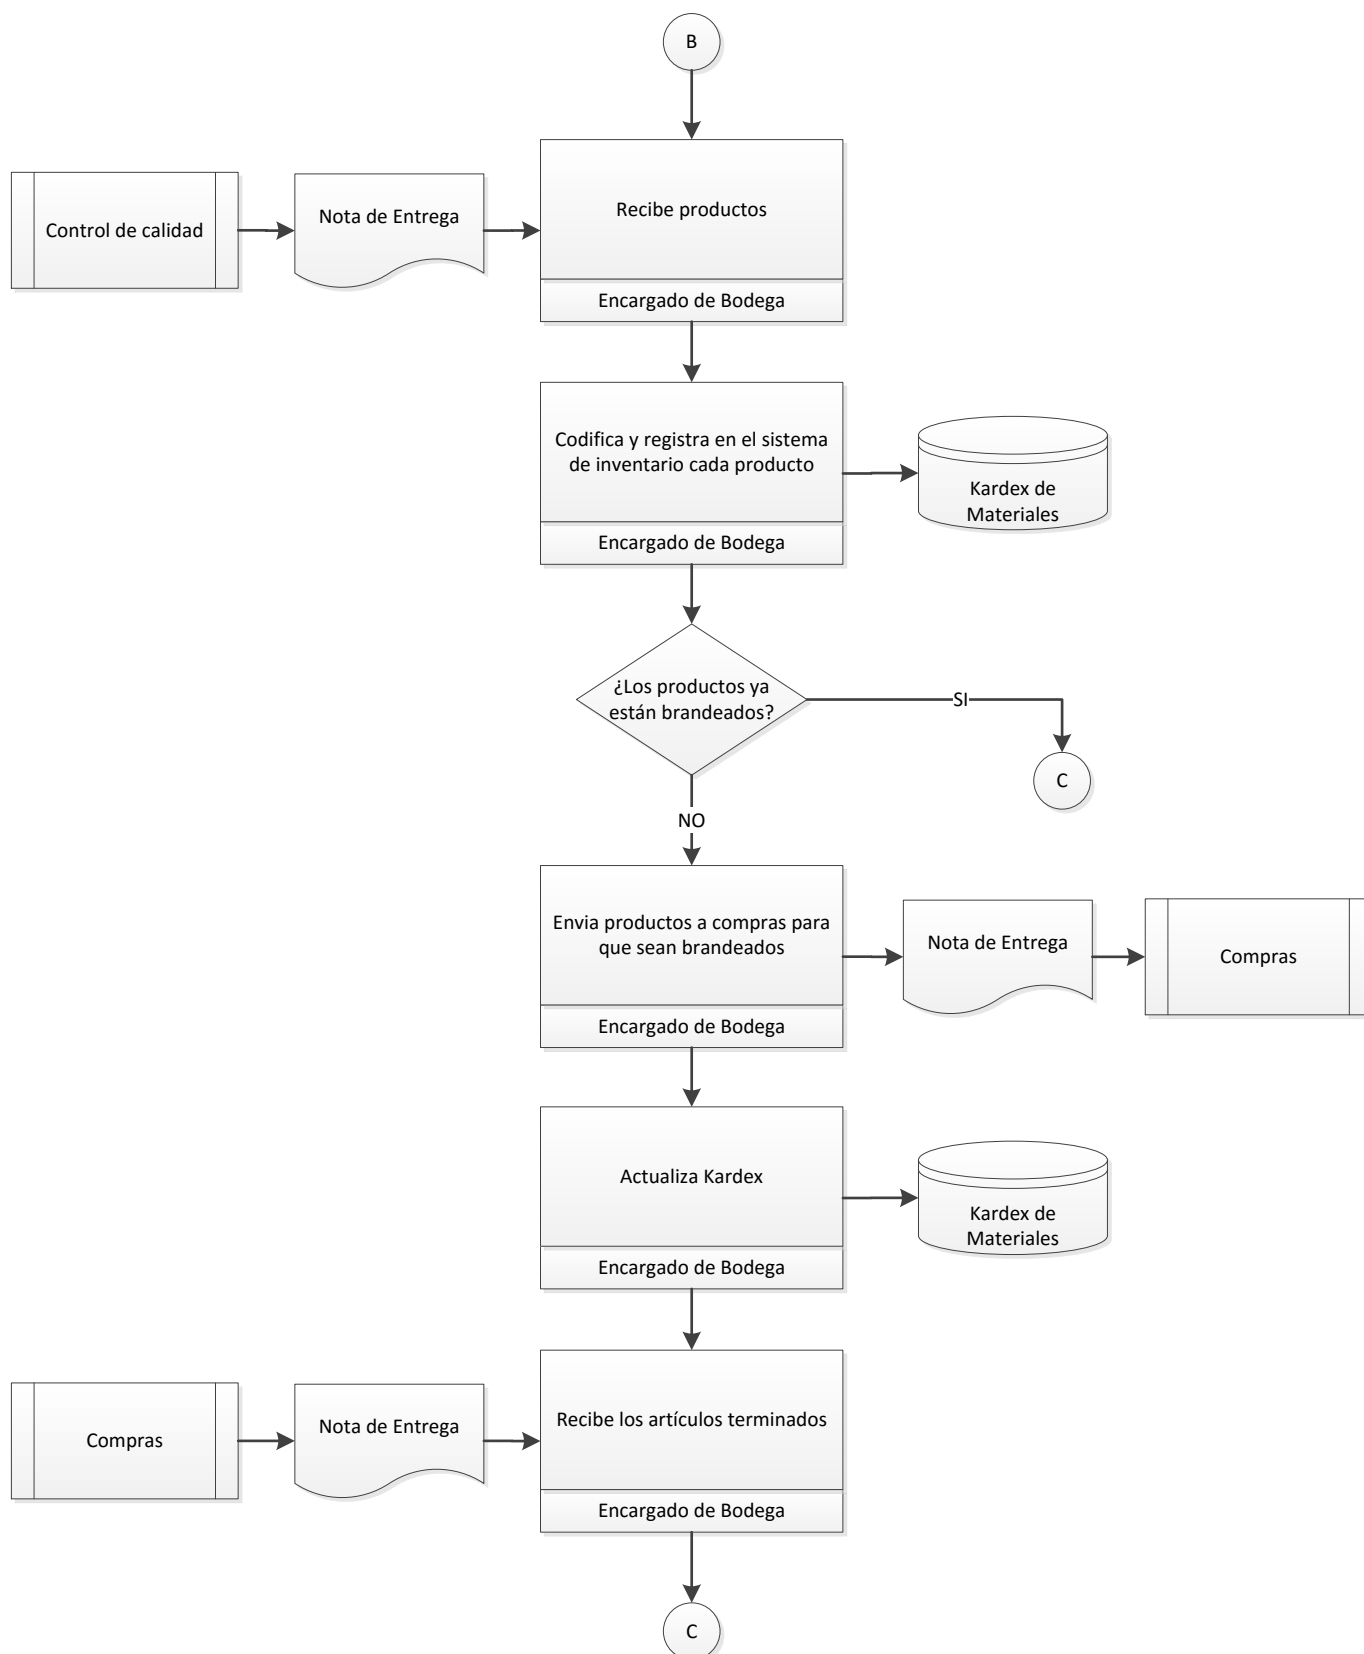 B
Control de calidad
Nota de Entrega
Recibe productos
Encargado de Bodega
Codifica y registra en el sistema
de inventario cada producto
Encargado de Bodega
Kardex de
Materiales
¿Los productos ya
están brandeados?
SI
C
NO
Envia productos a compras para
que sean brandeados
Encargado de Bodega
Nota de Entrega
Compras
Actualiza Kardex
Encargado de Bodega
Kardex de
Materiales
Compras
Nota de Entrega
Recibe los artículos terminados
Encargado de Bodega
C